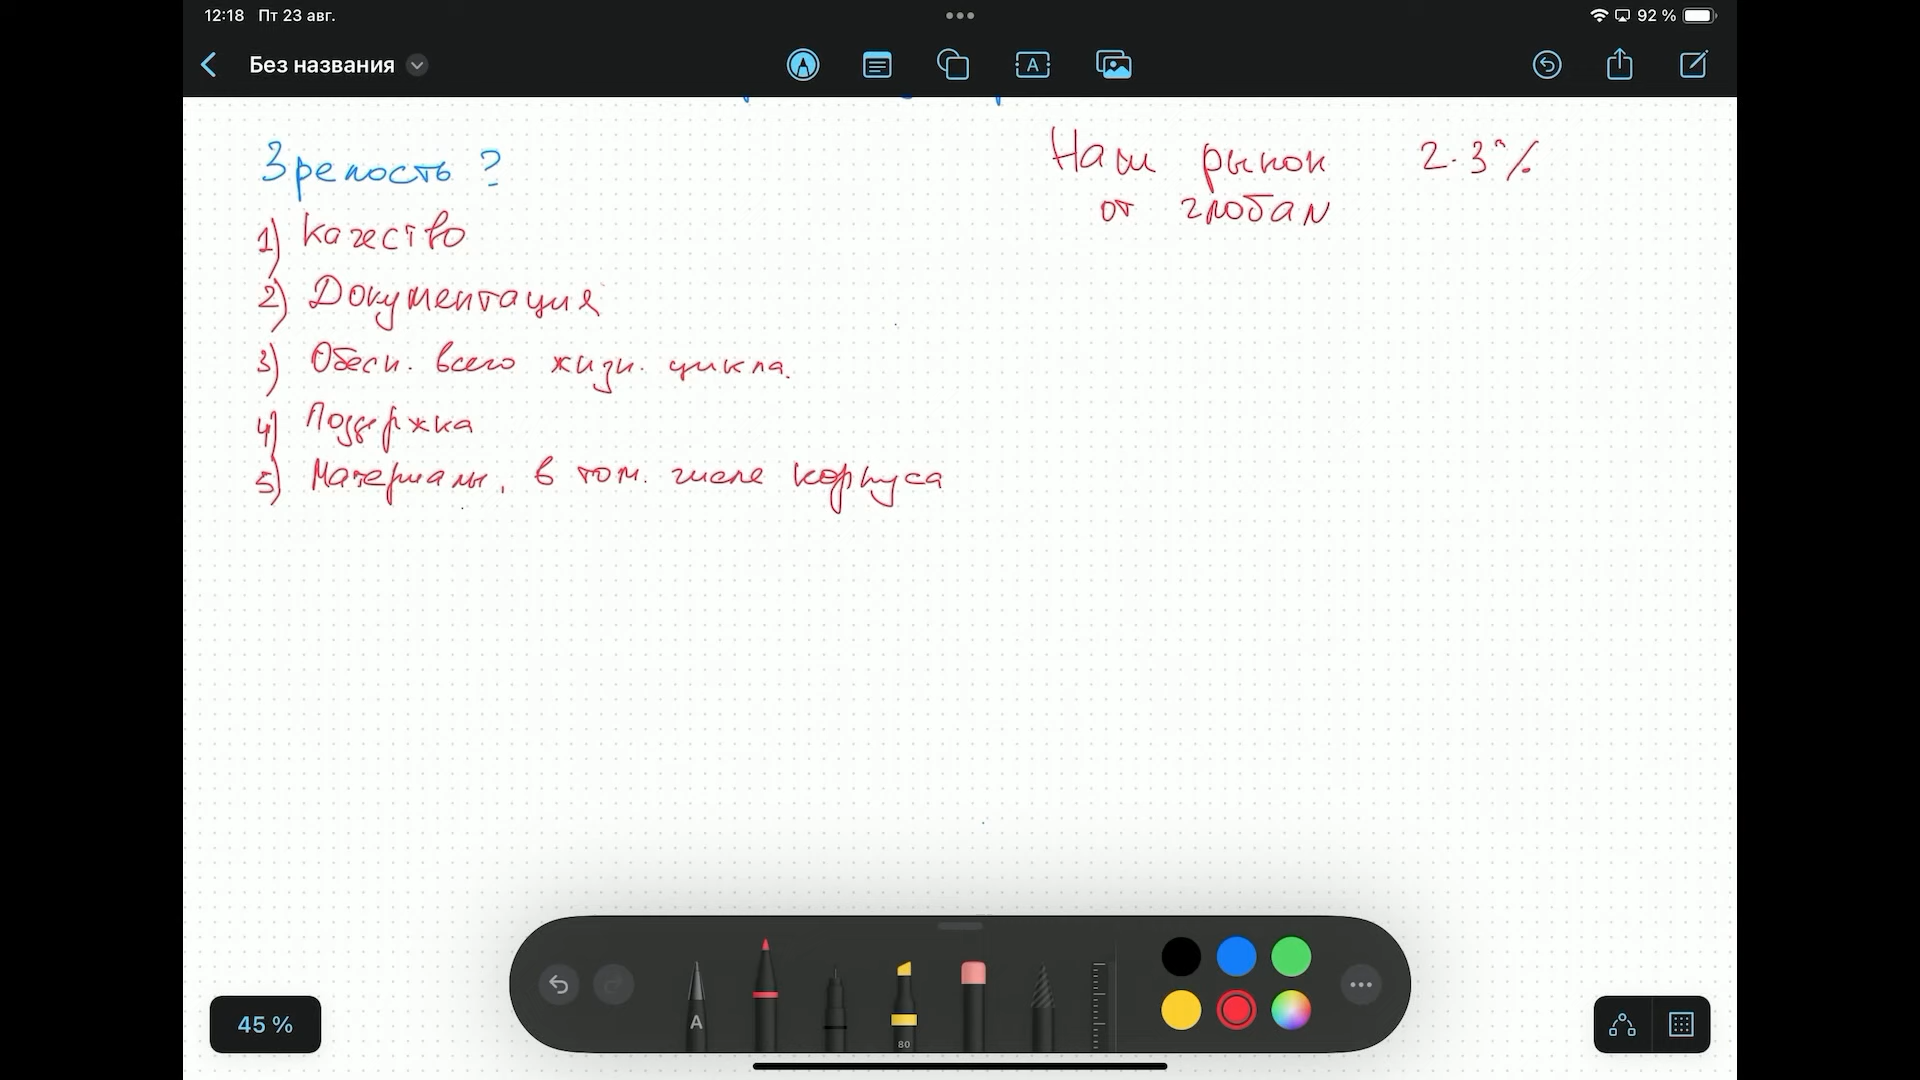 12:18 Пт 23 авг.
92 %
Без названия
Зрелость ?
1) Качество
2) Документация
3) Обесп. всего жизн. цикла.
4) Поддержка
5) Материалы, в том. числе корпуса
Наш рынок 2-3%
от глобал
A
80
45 %